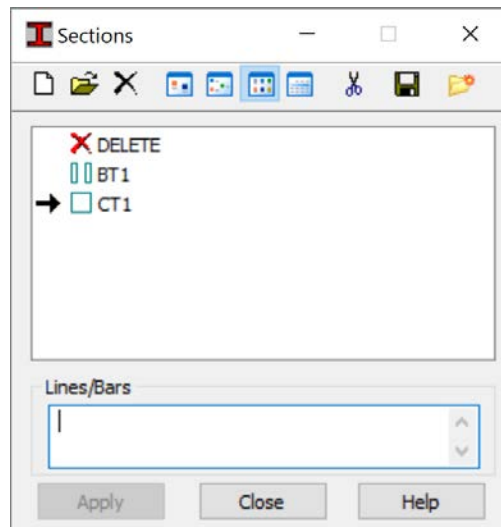 Sections
DELETE
BT1
CT1
Lines/Bars
Apply
Close
Help